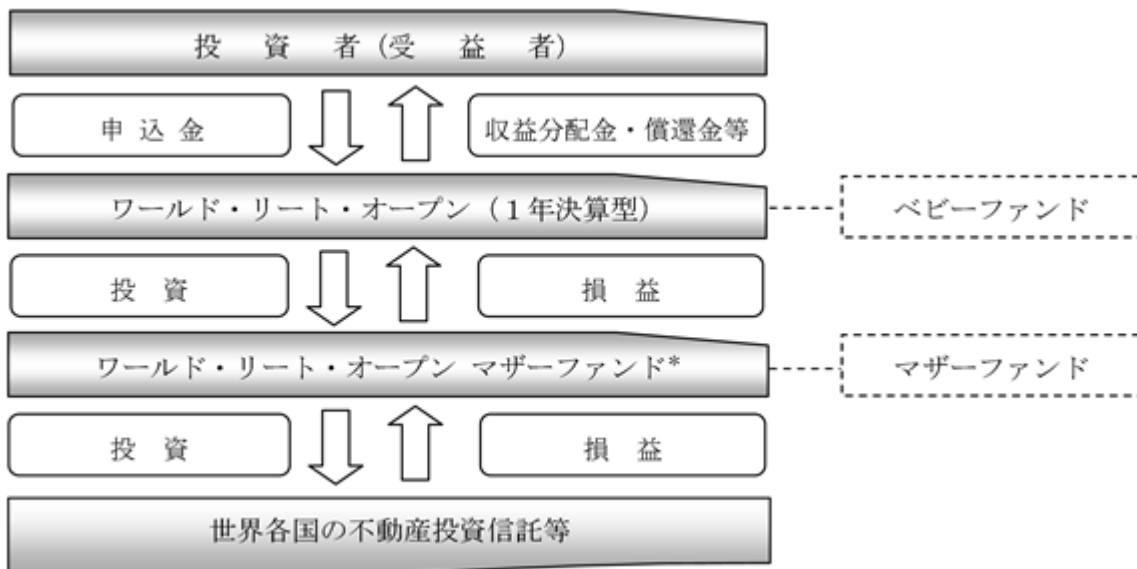 投資者(受益者)
申込金
収益分配金・償還金等
ワールド・リート・オープン(1年決算型)
ベビーファンド
投資
損益
ワールド・リート・オープン マザーファンド*
マザーファンド
投資
損益
世界各国の不動産投資信託等